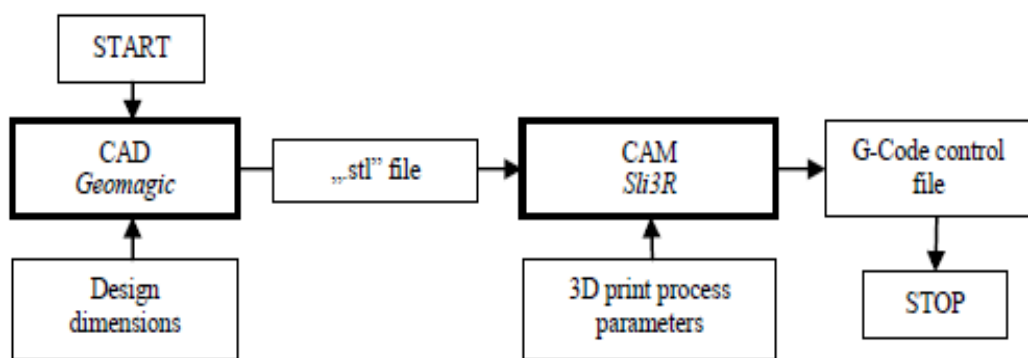 START
CAD
Geomagic
„.stl” file
CAM
Sli3R
G-Code control
file
Design
dimensions
3D print process
parameters
STOP